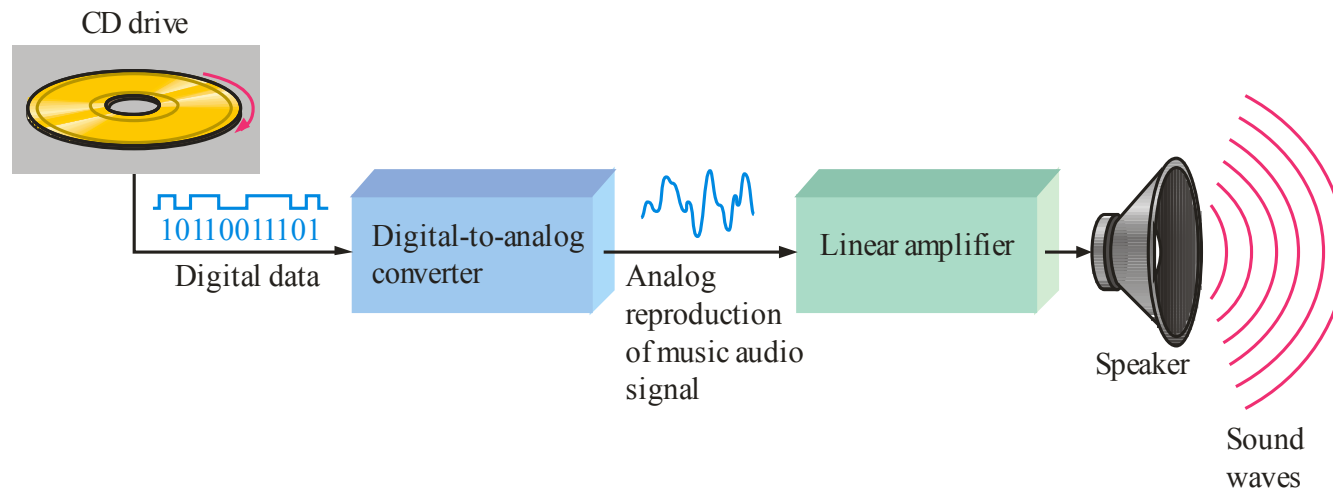 CD drive
10110011101
Digital data
Digital-to-analog
converter
Analog
reproduction
of music audio
signal
Linear amplifier
Speaker
Sound
waves